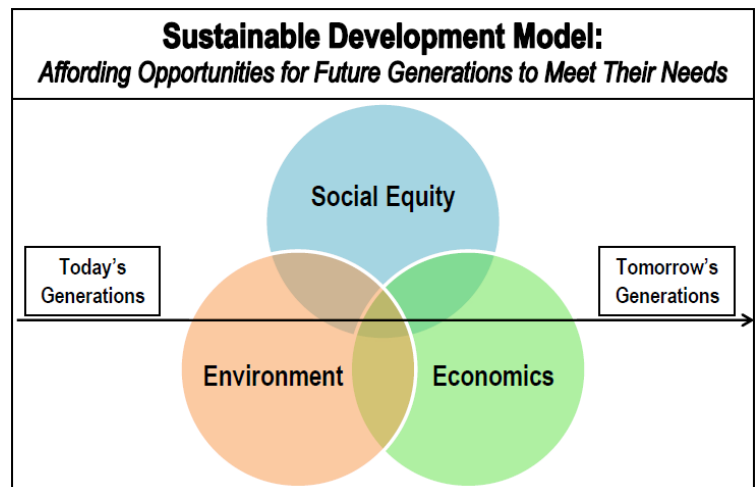 Sustainable Development Model:
Affording Opportunities for Future Generations to Meet Their Needs
Social Equity
Today's
Generations
Tomorrow's
Generations
Environment
Economics